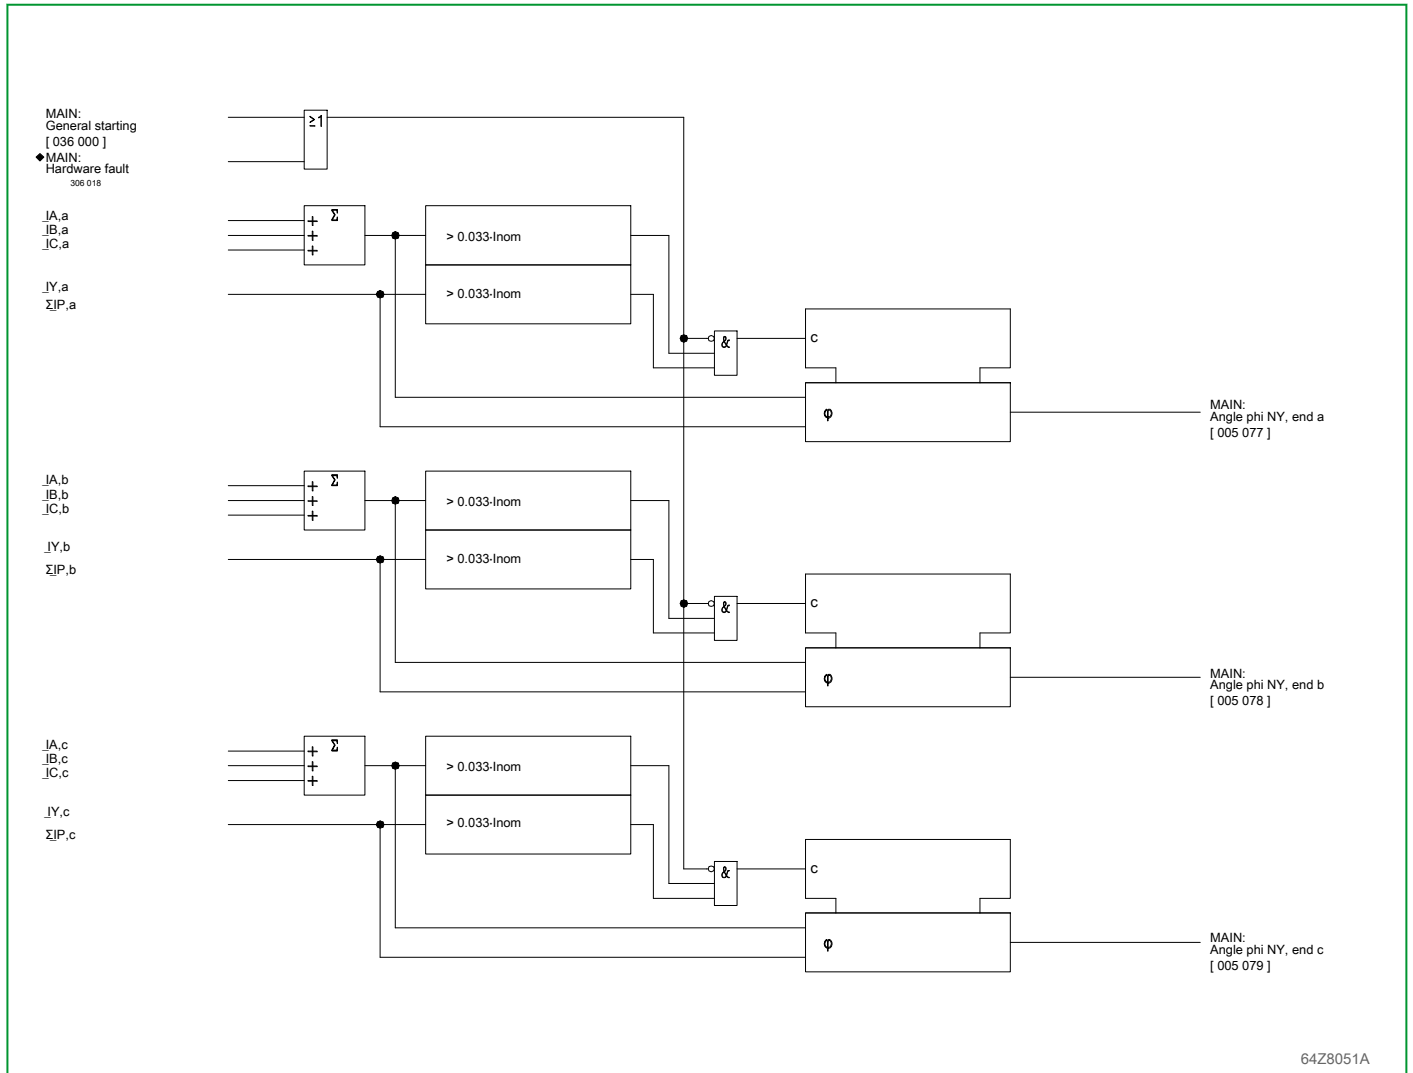 MAIN:
General starting
[ 036 000 ]
◆MAIN:
Hardware fault
306 018
≥1
IA,a
IB,a
IC,a
+ Σ
+
+
> 0.033·Inom
IY,a
ΣIP,a
> 0.033·Inom
&
c
φ
MAIN:
Angle phi NY, end a
[ 005 077 ]
IA,b
IB,b
IC,b
+ Σ
+
+
> 0.033·Inom
IY,b
ΣIP,b
> 0.033·Inom
&
c
φ
MAIN:
Angle phi NY, end b
[ 005 078 ]
IA,c
IB,c
IC,c
+ Σ
+
+
> 0.033·Inom
IY,c
ΣIP,c
> 0.033·Inom
&
c
φ
MAIN:
Angle phi NY, end c
[ 005 079 ]
64Z8051A